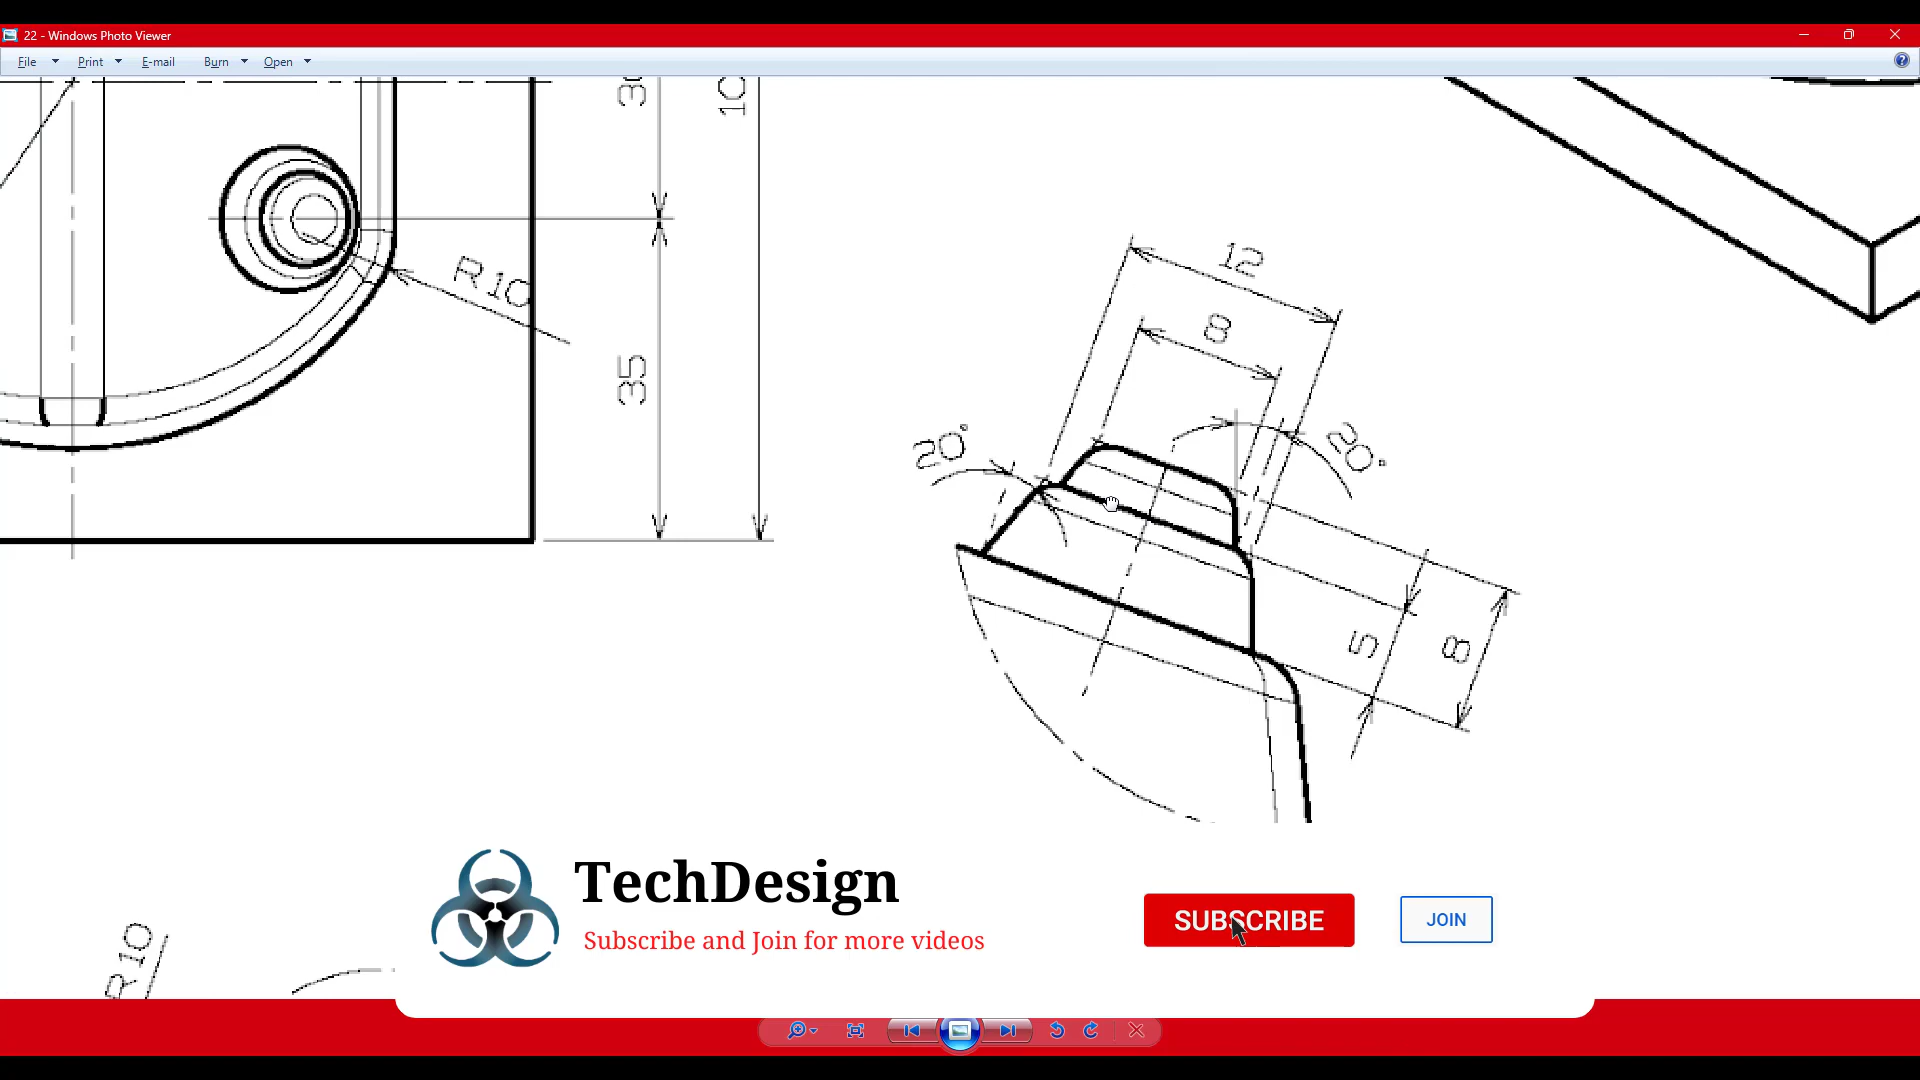 22 - Windows Photo Viewer
File Print E-mail Burn Open
12
8
R10
35
20°
20°
5
8
R10
TechDesign
Subscribe and Join for more videos
SUBSCRIBE
JOIN